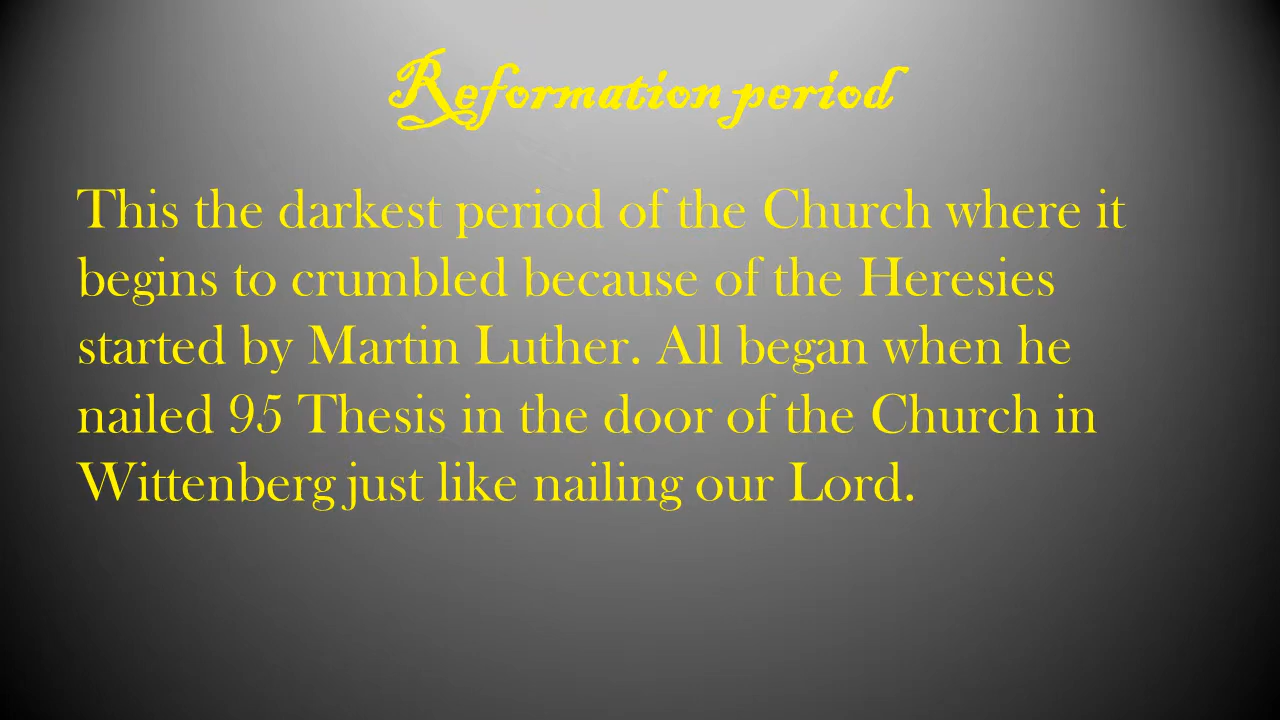 Reformation period
This the darkest period of the Church where it
begins to crumbled because of the Heresies
started by Martin Luther. All began when he
nailed 95 Thesis in the door of the Church in
Wittenberg just like nailing our Lord.